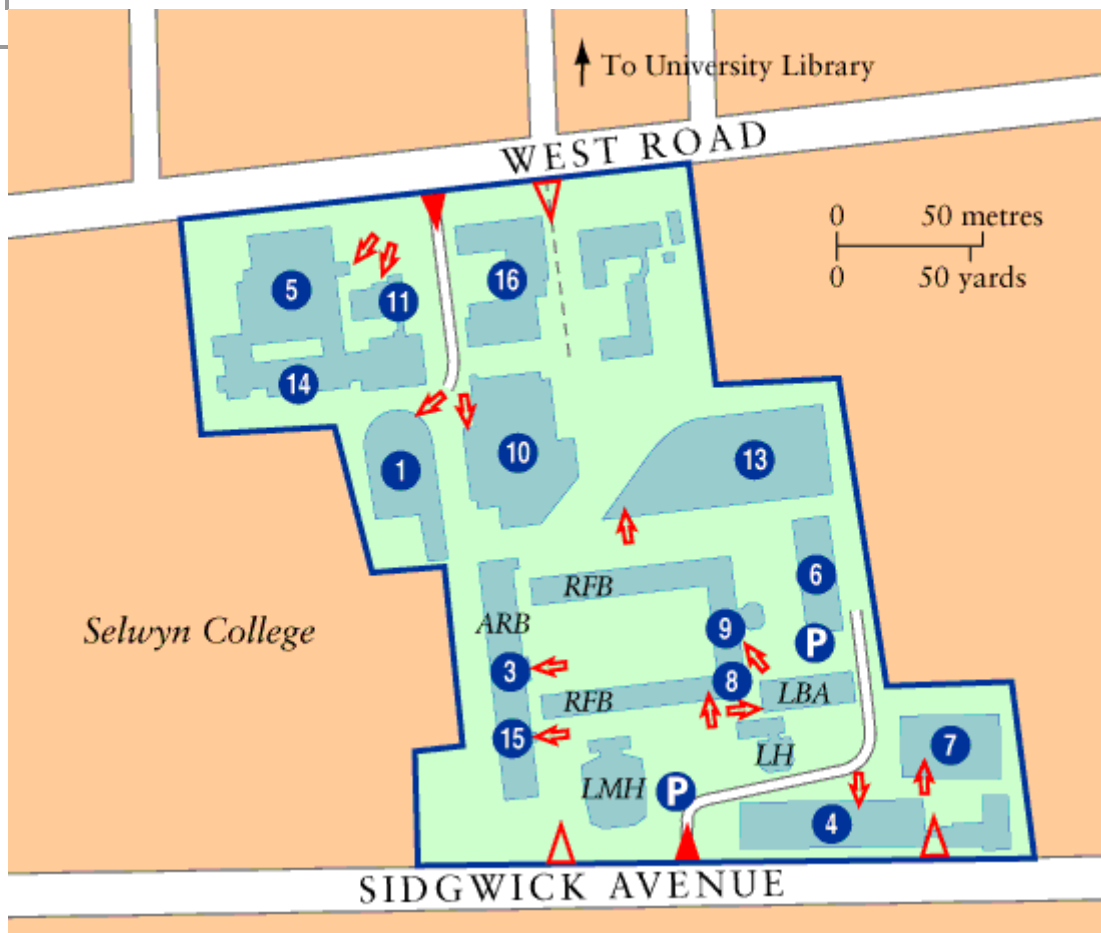 To University Library
WEST ROAD
0 50 metres
0 50 yards
5
11
16
14
1
10
13
6
RFB
Selwyn College
ARB
9
P
3
8
RFB
LBA
15
7
LH
LMH
P
4
SIDGWICK AVENUE